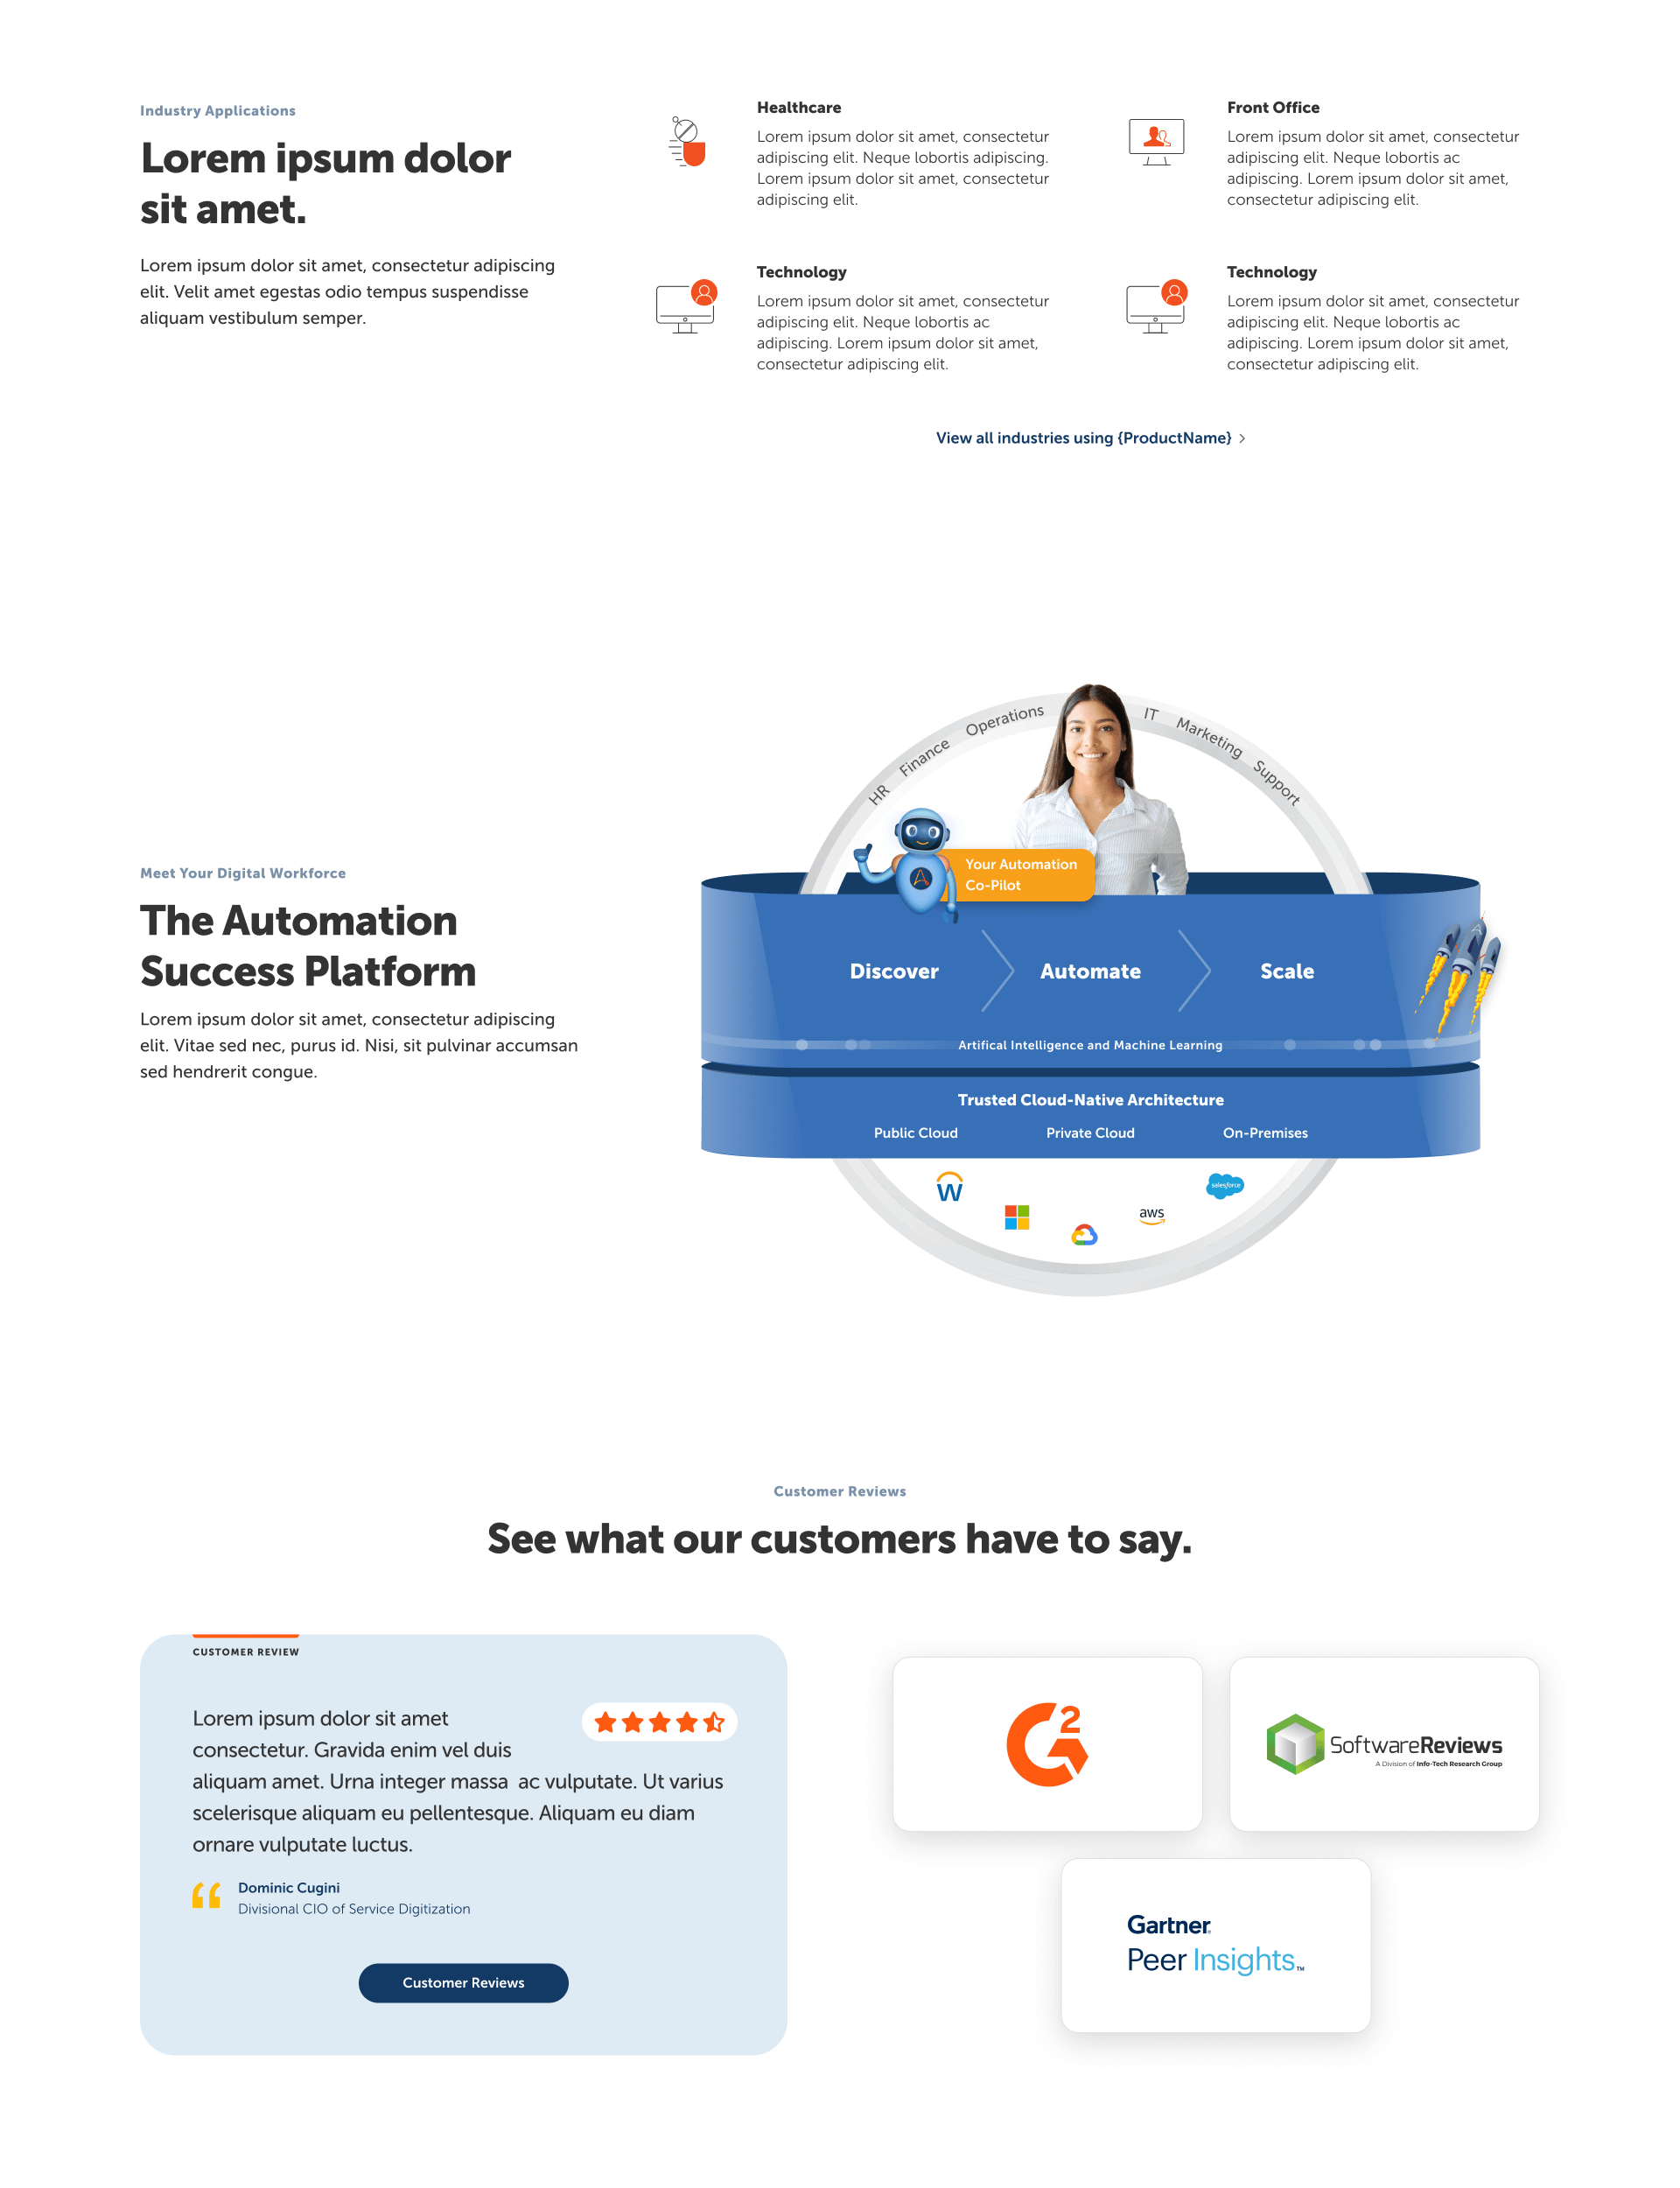 Industry Applications
Lorem ipsum dolor
sit amet.
Lorem ipsum dolor sit amet, consectetur adipiscing
elit. Velit amet egestas odio tempus suspendisse
aliquam vestibulum semper.
Healthcare
Lorem ipsum dolor sit amet, consectetur
adipiscing elit. Neque lobortis adipiscing.
Lorem ipsum dolor sit amet, consectetur
adipiscing elit.
Front Office
Lorem ipsum dolor sit amet, consectetur
adipiscing elit. Neque lobortis ac
adipiscing. Lorem ipsum dolor sit amet,
consectetur adipiscing elit.
Technology
Lorem ipsum dolor sit amet, consectetur
adipiscing elit. Neque lobortis ac
adipiscing. Lorem ipsum dolor sit amet,
consectetur adipiscing elit.
Technology
Lorem ipsum dolor sit amet, consectetur
adipiscing elit. Neque lobortis ac
adipiscing. Lorem ipsum dolor sit amet,
consectetur adipiscing elit.
View all industries using {ProductName} >
Meet Your Digital Workforce
The Automation
Success Platform
Lorem ipsum dolor sit amet, consectetur adipiscing
elit. Vitae sed nec, purus id. Nisi, sit pulvinar accumsan
sed hendrerit congue.
HR Finance Operations IT Marketing Support
Your Automation
Co-Pilot
Discover Automate Scale
Artifical Intelligence and Machine Learning
Trusted Cloud-Native Architecture
Public Cloud Private Cloud On-Premises
W
aws
salesforce
Customer Reviews
See what our customers have to say.
CUSTOMER REVIEW
Lorem ipsum dolor sit amet
consectetur. Gravida enim vel duis
aliquam amet. Urna integer massa  ac vulputate. Ut varius
scelerisque aliquam eu pellentesque. Aliquam eu diam
ornare vulputate luctus.
Dominic Cugini
Divisional CIO of Service Digitization
Customer Reviews
G2
SoftwareReviews
A Division of Info-Tech Research Group
Gartner
Peer Insights™